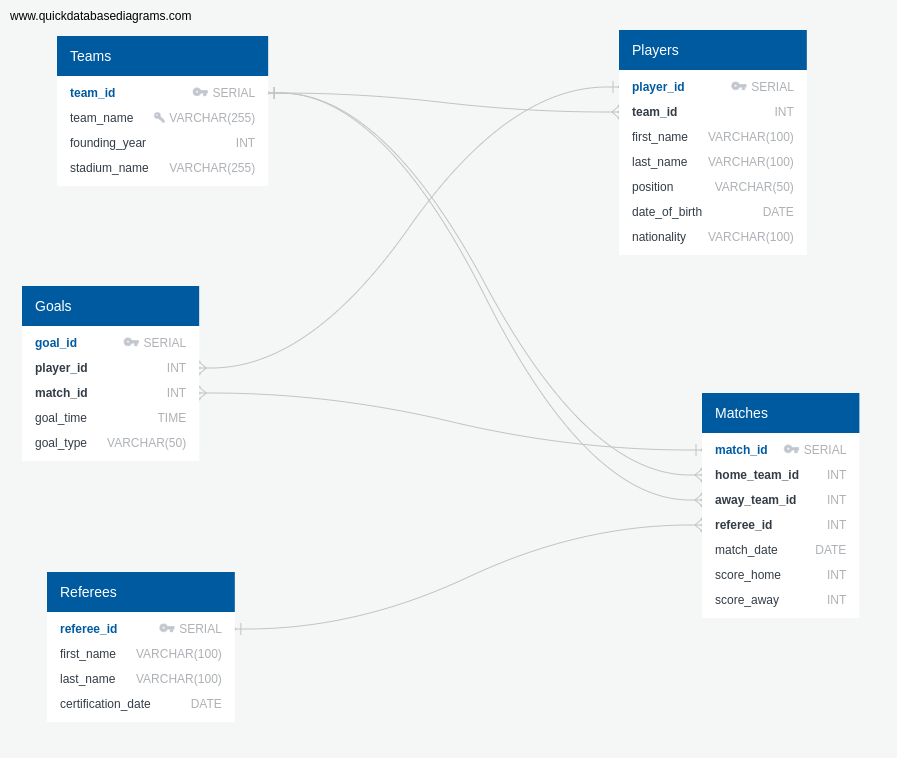 www.quickdatabasediagrams.com
Teams
team_id SERIAL
team_name VARCHAR(255)
founding_year INT
stadium_name VARCHAR(255)
Players
player_id SERIAL
team_id INT
first_name VARCHAR(100)
last_name VARCHAR(100)
position VARCHAR(50)
date_of_birth DATE
nationality VARCHAR(100)
Goals
goal_id SERIAL
player_id INT
match_id INT
goal_time TIME
goal_type VARCHAR(50)
Matches
match_id SERIAL
home_team_id INT
away_team_id INT
referee_id INT
match_date DATE
score_home INT
score_away INT
Referees
referee_id SERIAL
first_name VARCHAR(100)
last_name VARCHAR(100)
certification_date DATE